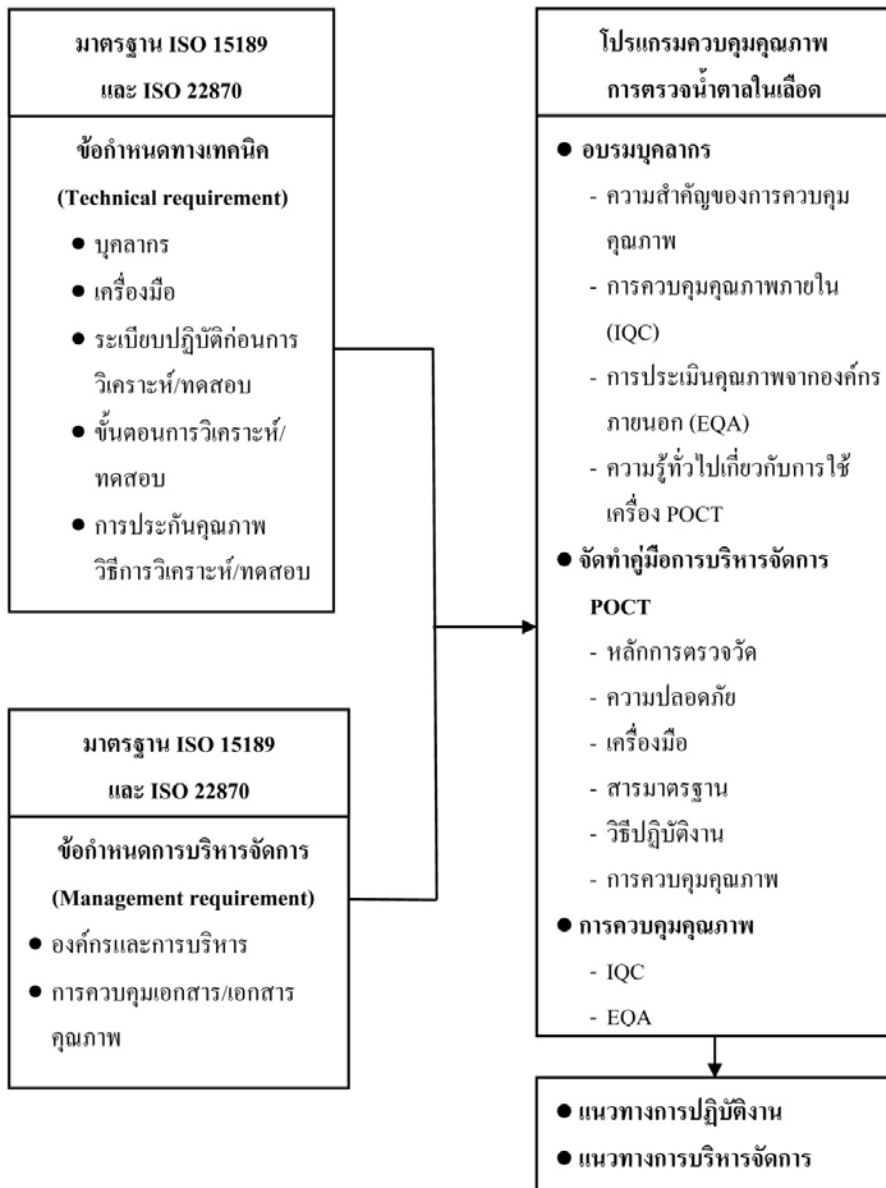 มาตรฐาน ISO 15189
และ ISO 22870
ข้อกำหนดทางเทคนิค
(Technical requirement)
● บุคลากร
● เครื่องมือ
● ระเบียบปฏิบัติก่อนการ
วิเคราะห์/ทดสอบ
● ขั้นตอนการวิเคราะห์/
ทดสอบ
● การประกันคุณภาพ
วิธีการวิเคราะห์/ทดสอบ
มาตรฐาน ISO 15189
และ ISO 22870
ข้อกำหนดการบริหารจัดการ
(Management requirement)
● องค์กรและการบริหาร
● การควบคุมเอกสาร/เอกสาร
คุณภาพ
โปรแกรมควบคุมคุณภาพ
การตรวจน้ำตาลในเลือด
● อบรมบุคลากร
- ความสำคัญของการควบคุม
คุณภาพ
- การควบคุมคุณภาพภายใน
(IQC)
- การประเมินคุณภาพจากองค์กร
ภายนอก (EQA)
- ความรู้ทั่วไปเกี่ยวกับการใช้
เครื่อง POCT
● จัดทำคู่มือการบริหารจัดการ
POCT
- หลักการตรวจวัด
- ความปลอดภัย
- เครื่องมือ
- สารมาตรฐาน
- วิธีปฏิบัติงาน
- การควบคุมคุณภาพ
● การควบคุมคุณภาพ
- IQC
- EQA
● แนวทางการปฏิบัติงาน
● แนวทางการบริหารจัดการ